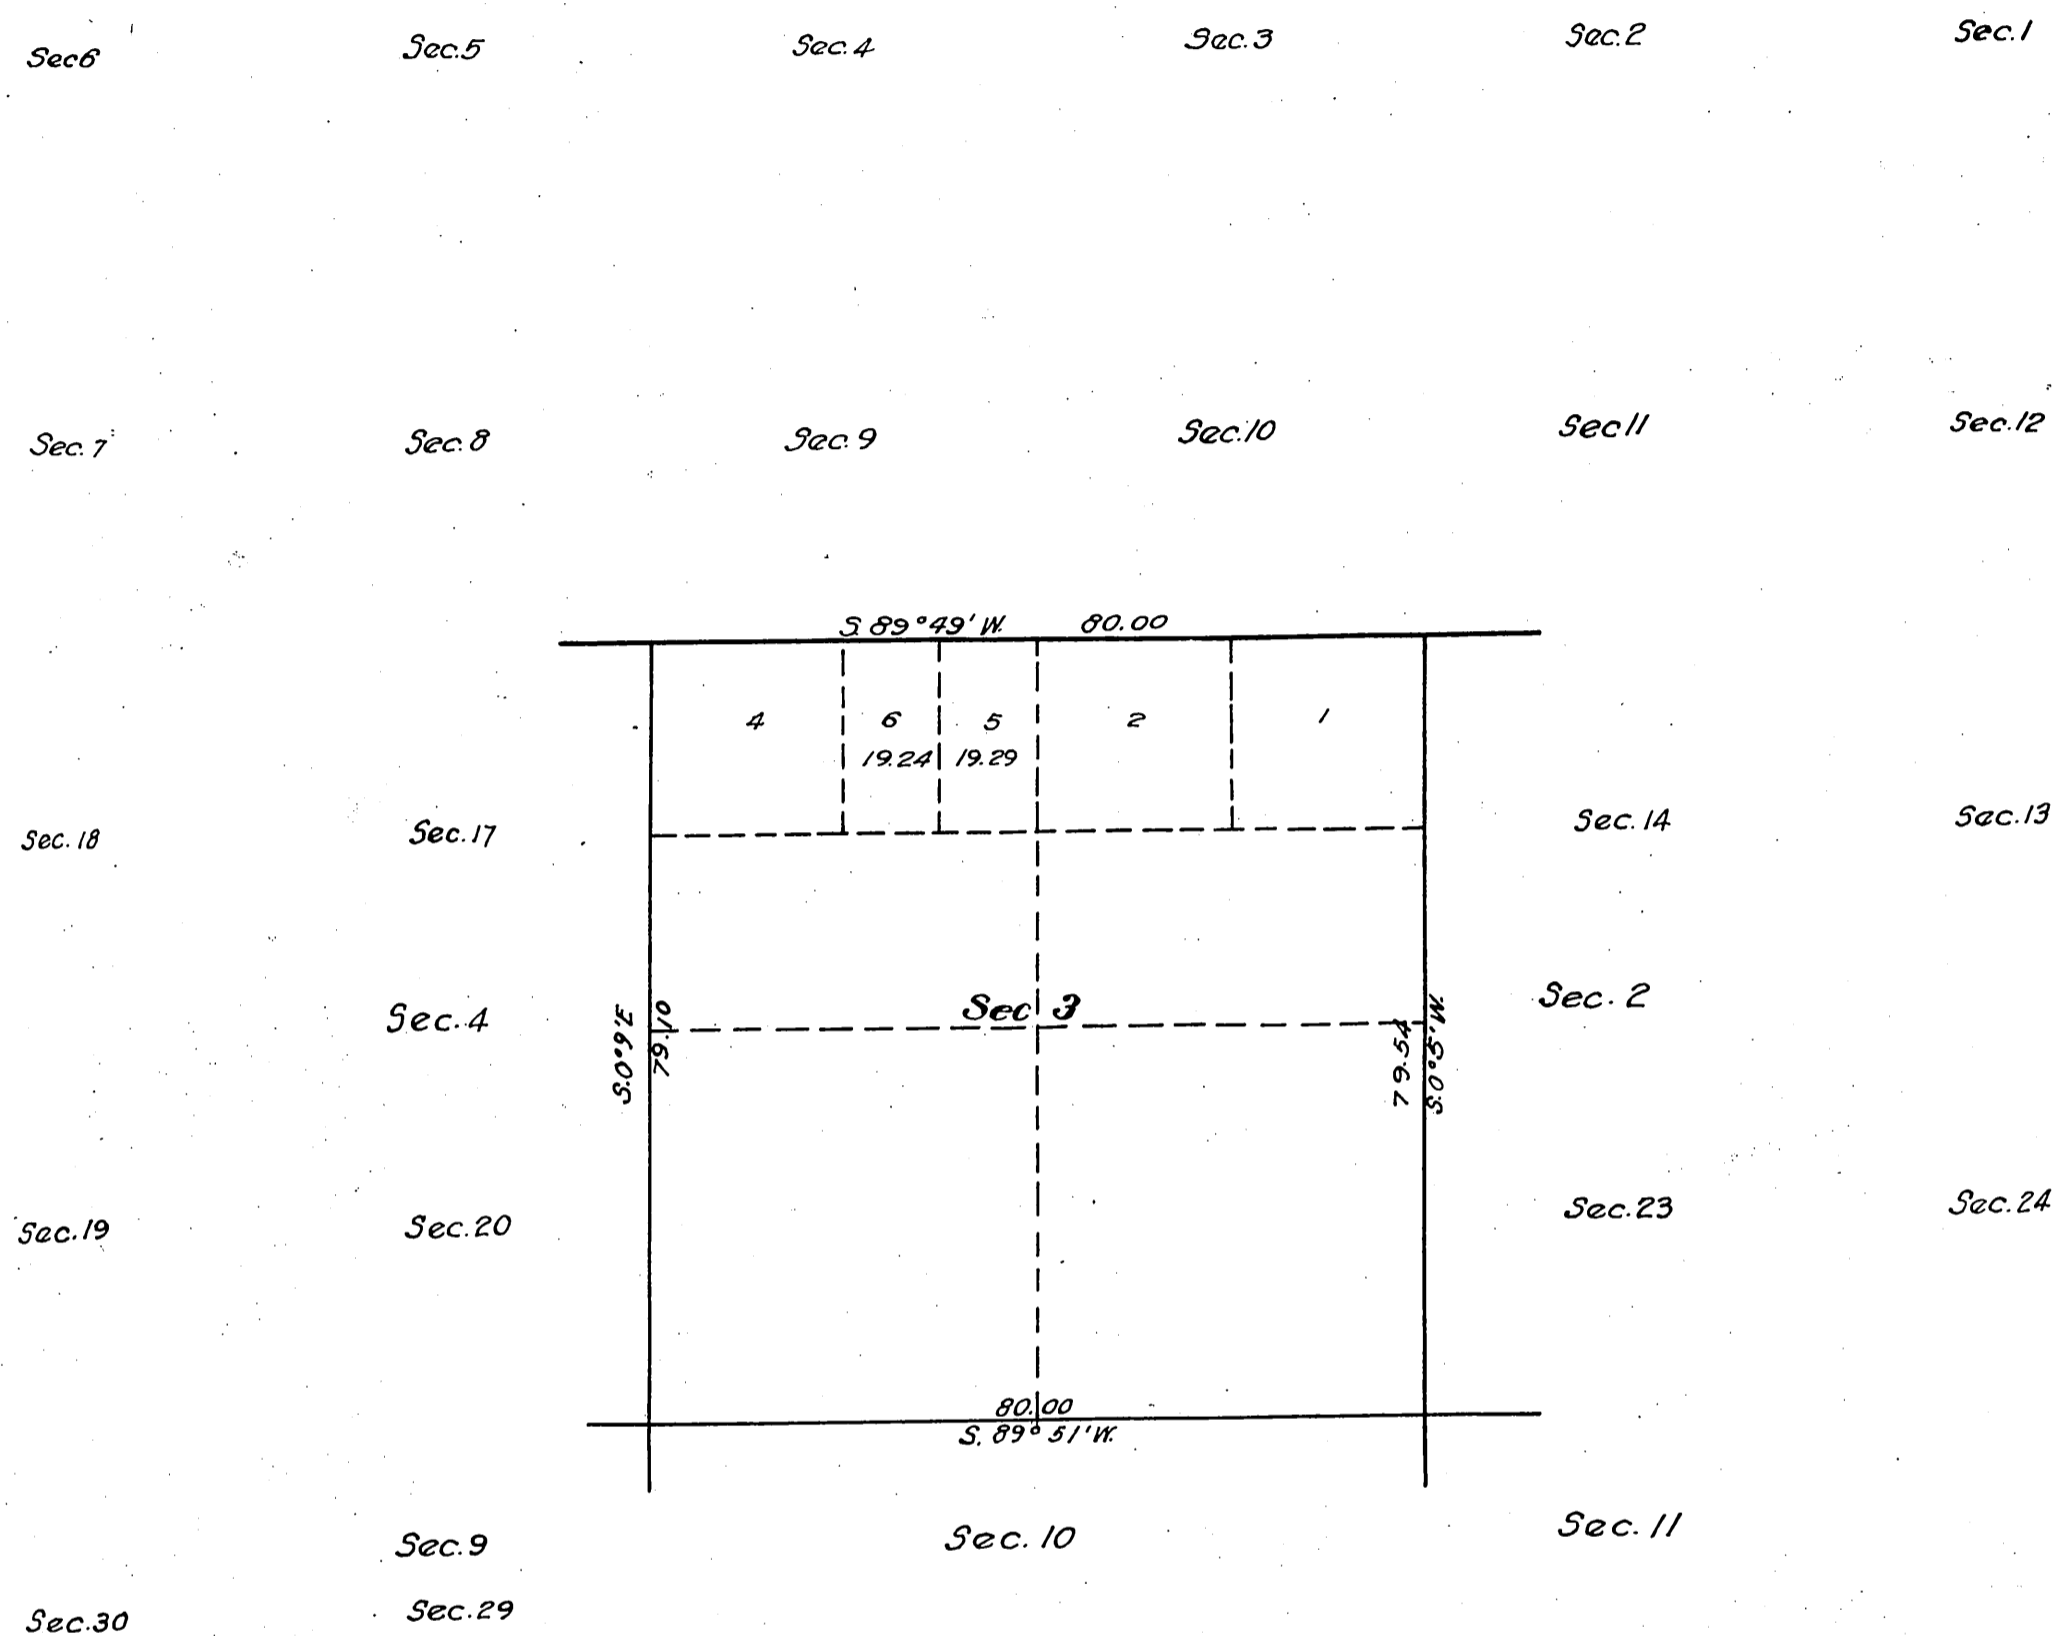 Sec6 Sec.5 Sec.4 Sec.3 Sec.2 Sec.1
Sec.7 Sec.8 Sec.9 Sec.10 Sec11 Sec.12
S.89°49'W. 80.00
4 6 5 2 1
19.24 19.29
Sec.18 Sec.17 Sec.14 Sec.13
Sec.4 Sec 3 Sec. 2
S.0°6'E.
79.10
79.54
S.0°5'W.
Sec.19 Sec.20 Sec.23 Sec.24
80.00
S. 89° 51'W.
Sec.9 Sec. 10 Sec. 11
Sec.30 Sec.29